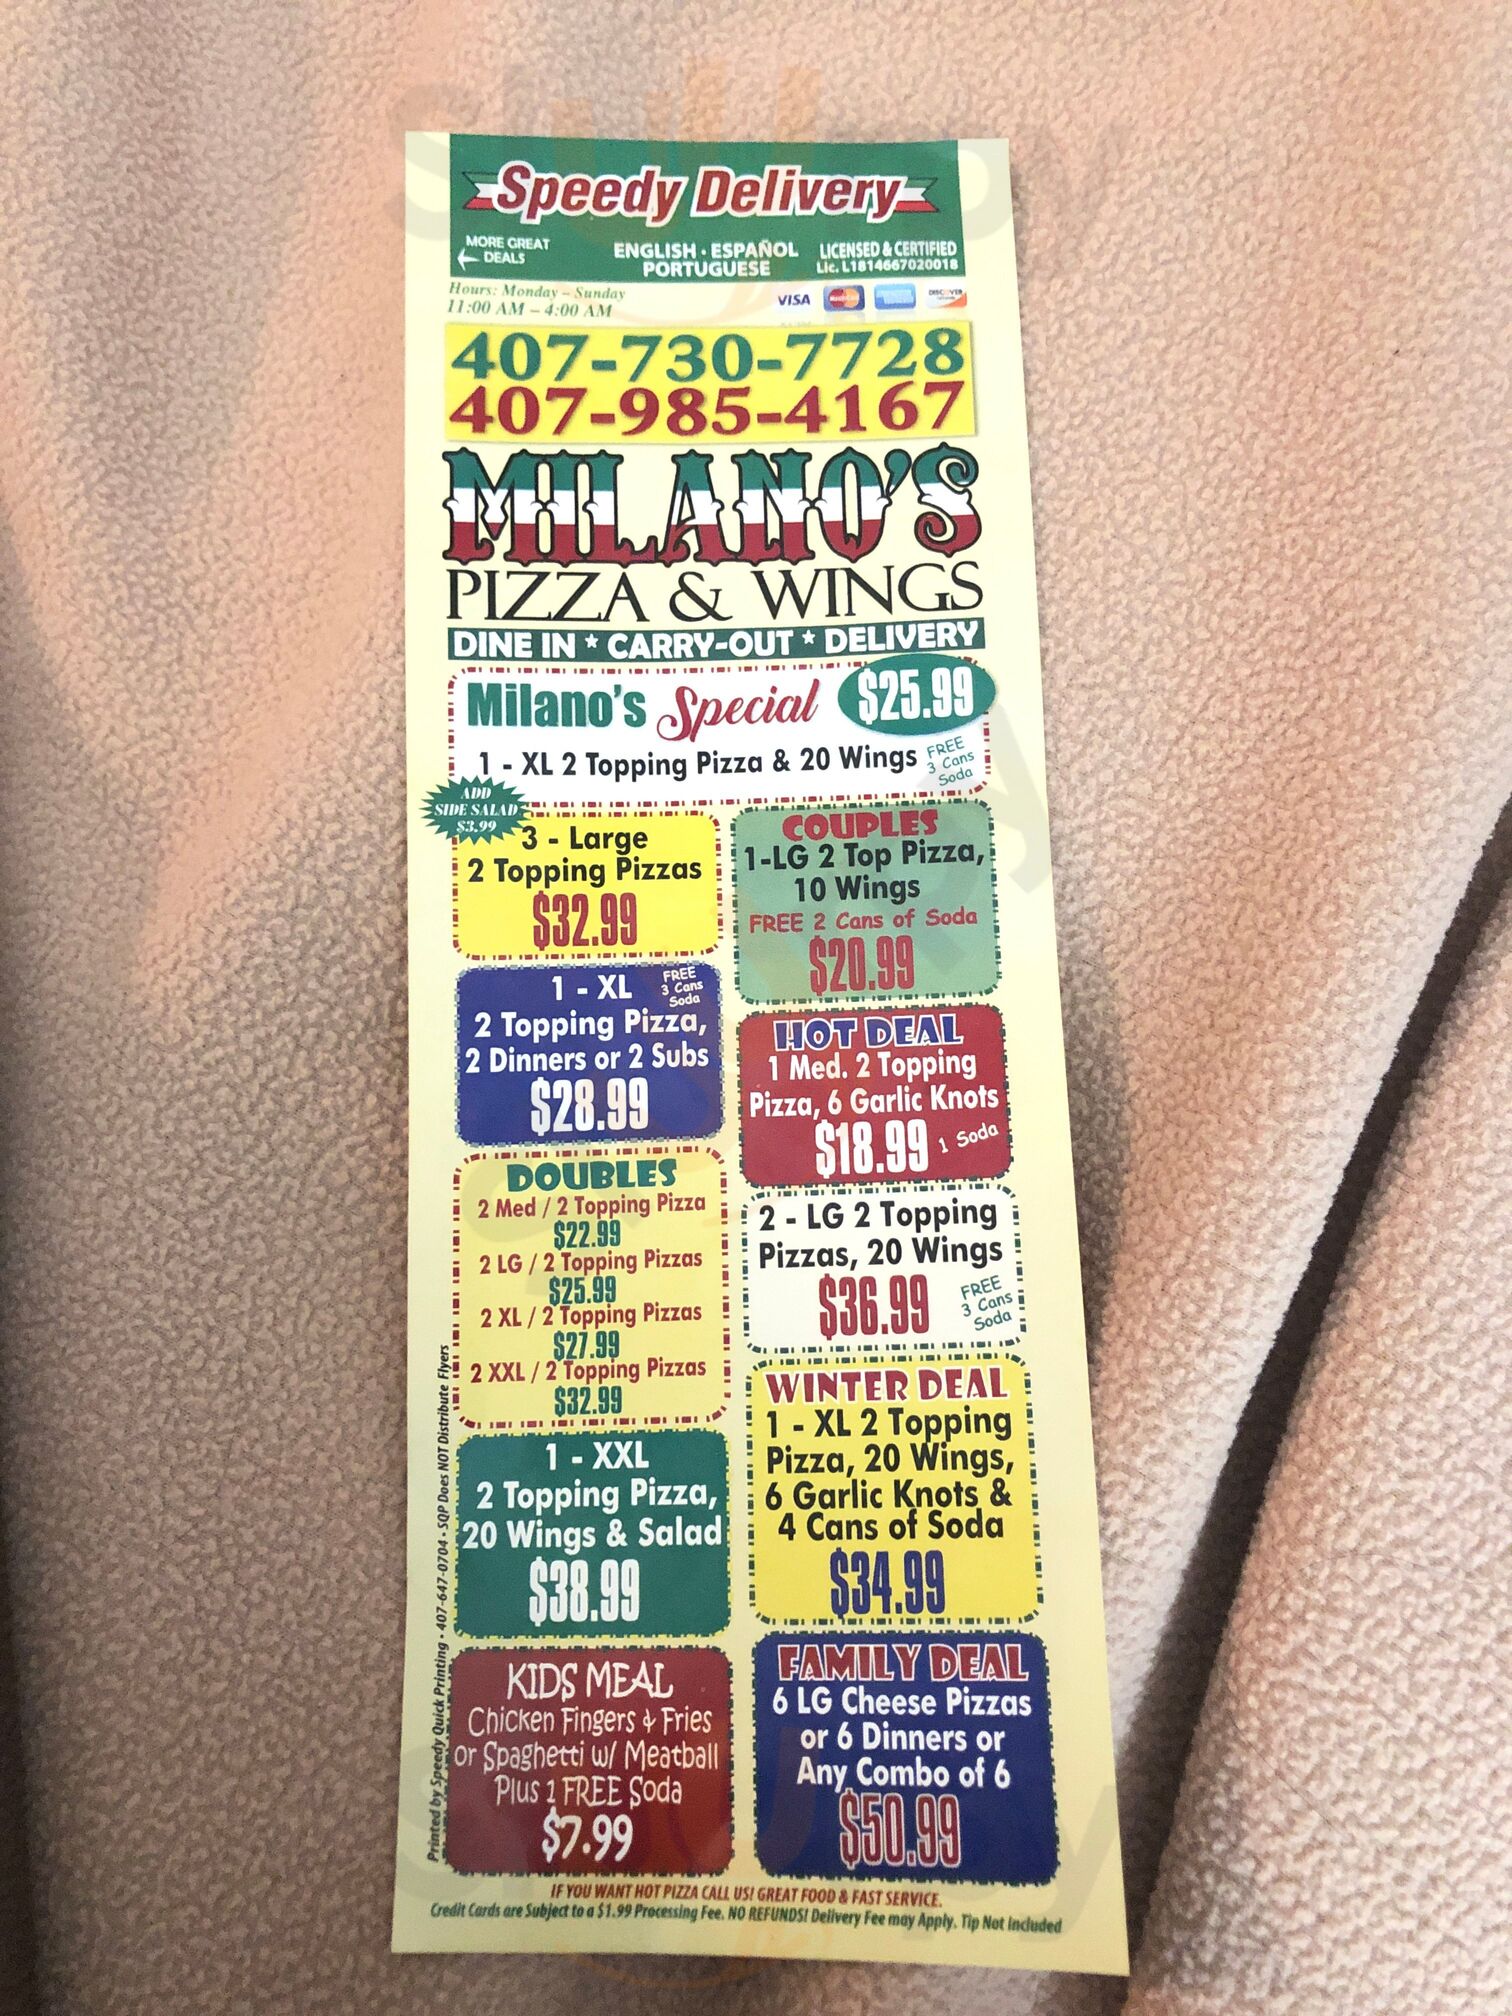 Speedy Delivery
MORE GREAT
DEALS
ENGLISH · ESPAÑOL
PORTUGUESE
LICENSED & CERTIFIED
Lic. L1814667020018
Hours: Monday – Sunday
11:00 AM – 4:00 AM
VISA
MasterCard
DISCOVER
407-730-7728
407-985-4167
MILANO'S
PIZZA & WINGS
DINE IN * CARRY-OUT * DELIVERY
Milano's Special $25.99
1 - XL 2 Topping Pizza & 20 Wings
FREE
3 Cans
Soda
ADD
SIDE SALAD
$3.99
3 - Large
2 Topping Pizzas
$32.99
COUPLES
1-LG 2 Top Pizza,
10 Wings
FREE 2 Cans of Soda
$20.99
1 - XL
FREE
3 Cans
Soda
2 Topping Pizza,
2 Dinners or 2 Subs
$28.99
HOT DEAL
1 Med. 2 Topping
Pizza, 6 Garlic Knots
$18.99 1 Soda
DOUBLES
2 Med / 2 Topping Pizza
$22.99
2 LG / 2 Topping Pizzas
$25.99
2 XL / 2 Topping Pizzas
$27.99
2 XXL / 2 Topping Pizzas
$32.99
2 - LG 2 Topping
Pizzas, 20 Wings
$36.99
FREE
3 Cans
Soda
1 - XXL
2 Topping Pizza,
20 Wings & Salad
$38.99
WINTER DEAL
1 - XL 2 Topping
Pizza, 20 Wings,
6 Garlic Knots &
4 Cans of Soda
$34.99
KIDS MEAL
Chicken Fingers & Fries
or Spaghetti w/ Meatball
Plus 1 FREE Soda
$7.99
FAMILY DEAL
6 LG Cheese Pizzas
or 6 Dinners or
Any Combo of 6
$50.99
Printed by Speedy Quick Printing • 407-647-0704 • SQP Does NOT Distribute Flyers
IF YOU WANT HOT PIZZA CALL US! GREAT FOOD & FAST SERVICE.
Credit Cards are Subject to a $1.99 Processing Fee. NO REFUNDS! Delivery Fee may Apply. Tip Not Included